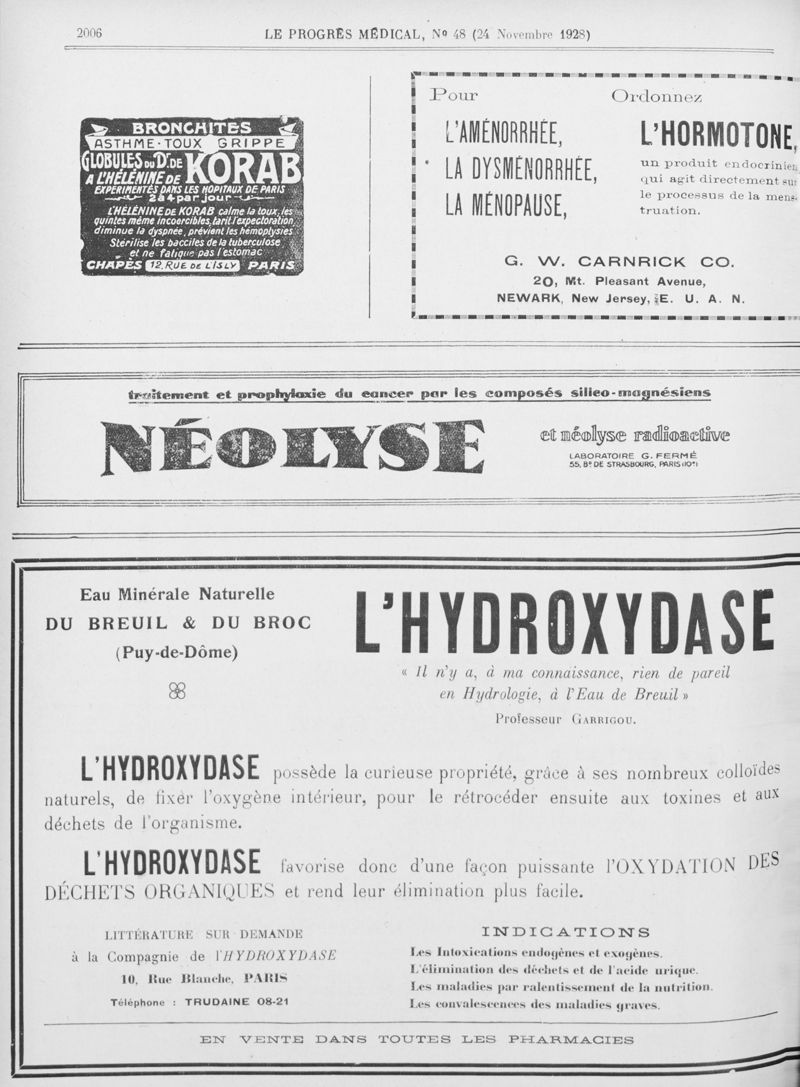 2006
LE PROGRÈS MÉDICAL, Nº 48 (24 Novembre 1928)
BRONCHITES
ASTHME·TOUX GRIPPE
GLOBULES DU Dr. DE
A L'HÉLÉNINE DE KORAB
EXPÉRIMENTÉS DANS LES HOPITAUX DE PARIS
2 à 4 par jour
L'HÉLÉNINE DE KORAB calme la toux, les
quintes même incoercibles, tarit l'expectoration
diminue la dyspnée, prévient les hémoptysies
Stérilise les bacciles de la tuberculose
et ne fatigue pas l'estomac
CHAPÈS 12, RUE DE L'ISLY PARIS
Pour
L'AMÉNORRHÉE,
LA DYSMÉNORRHÉE,
LA MÉNOPAUSE,
Ordonnez
L'HORMOTONE,
un produit endocrinien
qui agit directement sur
le processus de la mens-
truation.
G. W. CARNRICK CO.
20, Mt. Pleasant Avenue,
NEWARK, New Jersey, E. U. A. N.
traitement et prophylaxie du cancer par les composés silico-magnésiens
NÉOLYSE
et néolyse radioactive
LABORATOIRE G. FERMÉ
55, Bd DE STRASBOURG, PARIS (10e)
Eau Minérale Naturelle
DU BREUIL & DU BROC
(Puy-de-Dôme)
L'HYDROXYDASE
« Il n'y a, à ma connaissance, rien de pareil
en Hydrologie, à l'Eau de Breuil »
Professeur GARRIGOU.
L'HYDROXYDASE possède la curieuse propriété, grâce à ses nombreux colloïdes
naturels, de fixer l'oxygène intérieur, pour le rétrocéder ensuite aux toxines et aux
déchets de l'organisme.
L'HYDROXYDASE favorise donc d'une façon puissante l'OXYDATION DES
DÉCHETS ORGANIQUES et rend leur élimination plus facile.
LITTÉRATURE SUR DEMANDE
à la Compagnie de l'HYDROXYDASE
10, Rue Blanche, PARIS
Téléphone : TRUDAINE 08-21
INDICATIONS
Les Intoxications endogènes et exogènes.
L'élimination des déchets et de l'acide urique.
Les maladies par ralentissement de la nutrition.
Les convalescences des maladies graves.
EN VENTE DANS TOUTES LES PHARMACIES